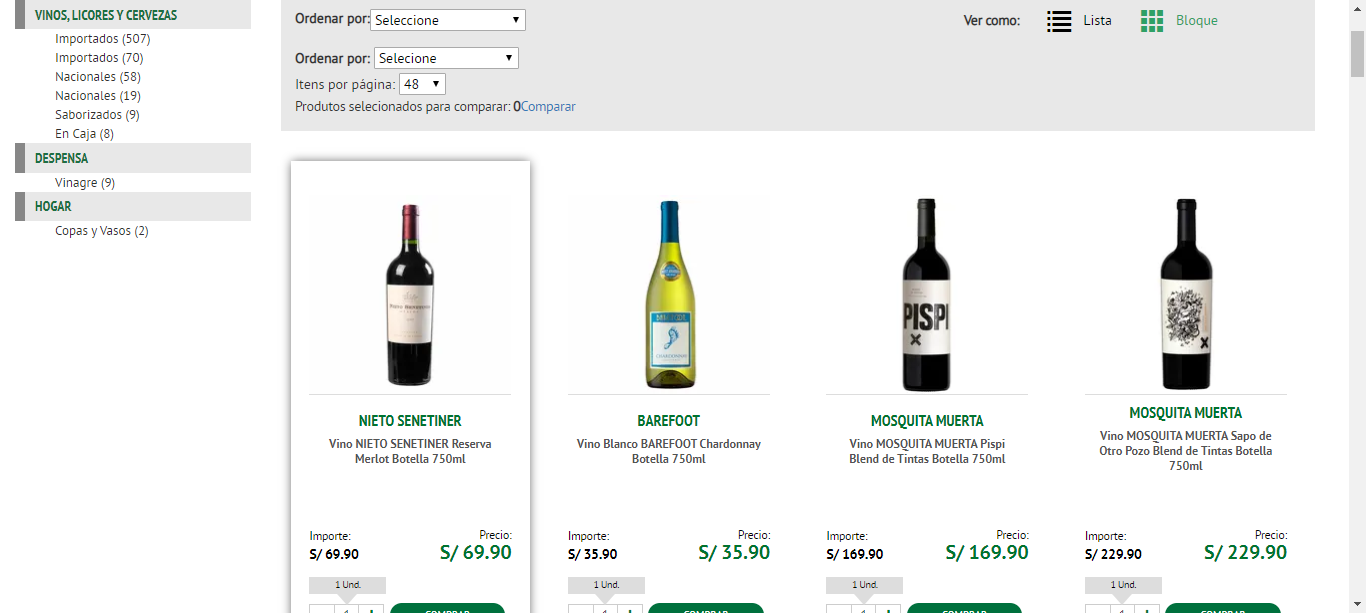 VINOS, LICORES Y CERVEZAS
Importados (507)
Importados (70)
Nacionales (58)
Nacionales (19)
Saborizados (9)
En Caja (8)
DESPENSA
Vinagre (9)
HOGAR
Copas y Vasos (2)
Ordenar por: Seleccione
Ver como: Lista Bloque
Ordenar por: Selecione
Itens por página: 48
Produtos selecionados para comparar: 0Comparar
PISPI
NIETO SENETINER
Vino NIETO SENETINER Reserva
Merlot Botella 750ml
Importe: Precio:
S/ 69.90 S/ 69.90
1 Und.
COMPRAR
BAREFOOT
Vino Blanco BAREFOOT Chardonnay
Botella 750ml
Importe: Precio:
S/ 35.90 S/ 35.90
1 Und.
COMPRAR
MOSQUITA MUERTA
Vino MOSQUITA MUERTA Pispi
Blend de Tintas Botella 750ml
Importe: Precio:
S/ 169.90 S/ 169.90
1 Und.
COMPRAR
MOSQUITA MUERTA
Vino MOSQUITA MUERTA Sapo de
Otro Pozo Blend de Tintas Botella
750ml
Importe: Precio:
S/ 229.90 S/ 229.90
1 Und.
COMPRAR